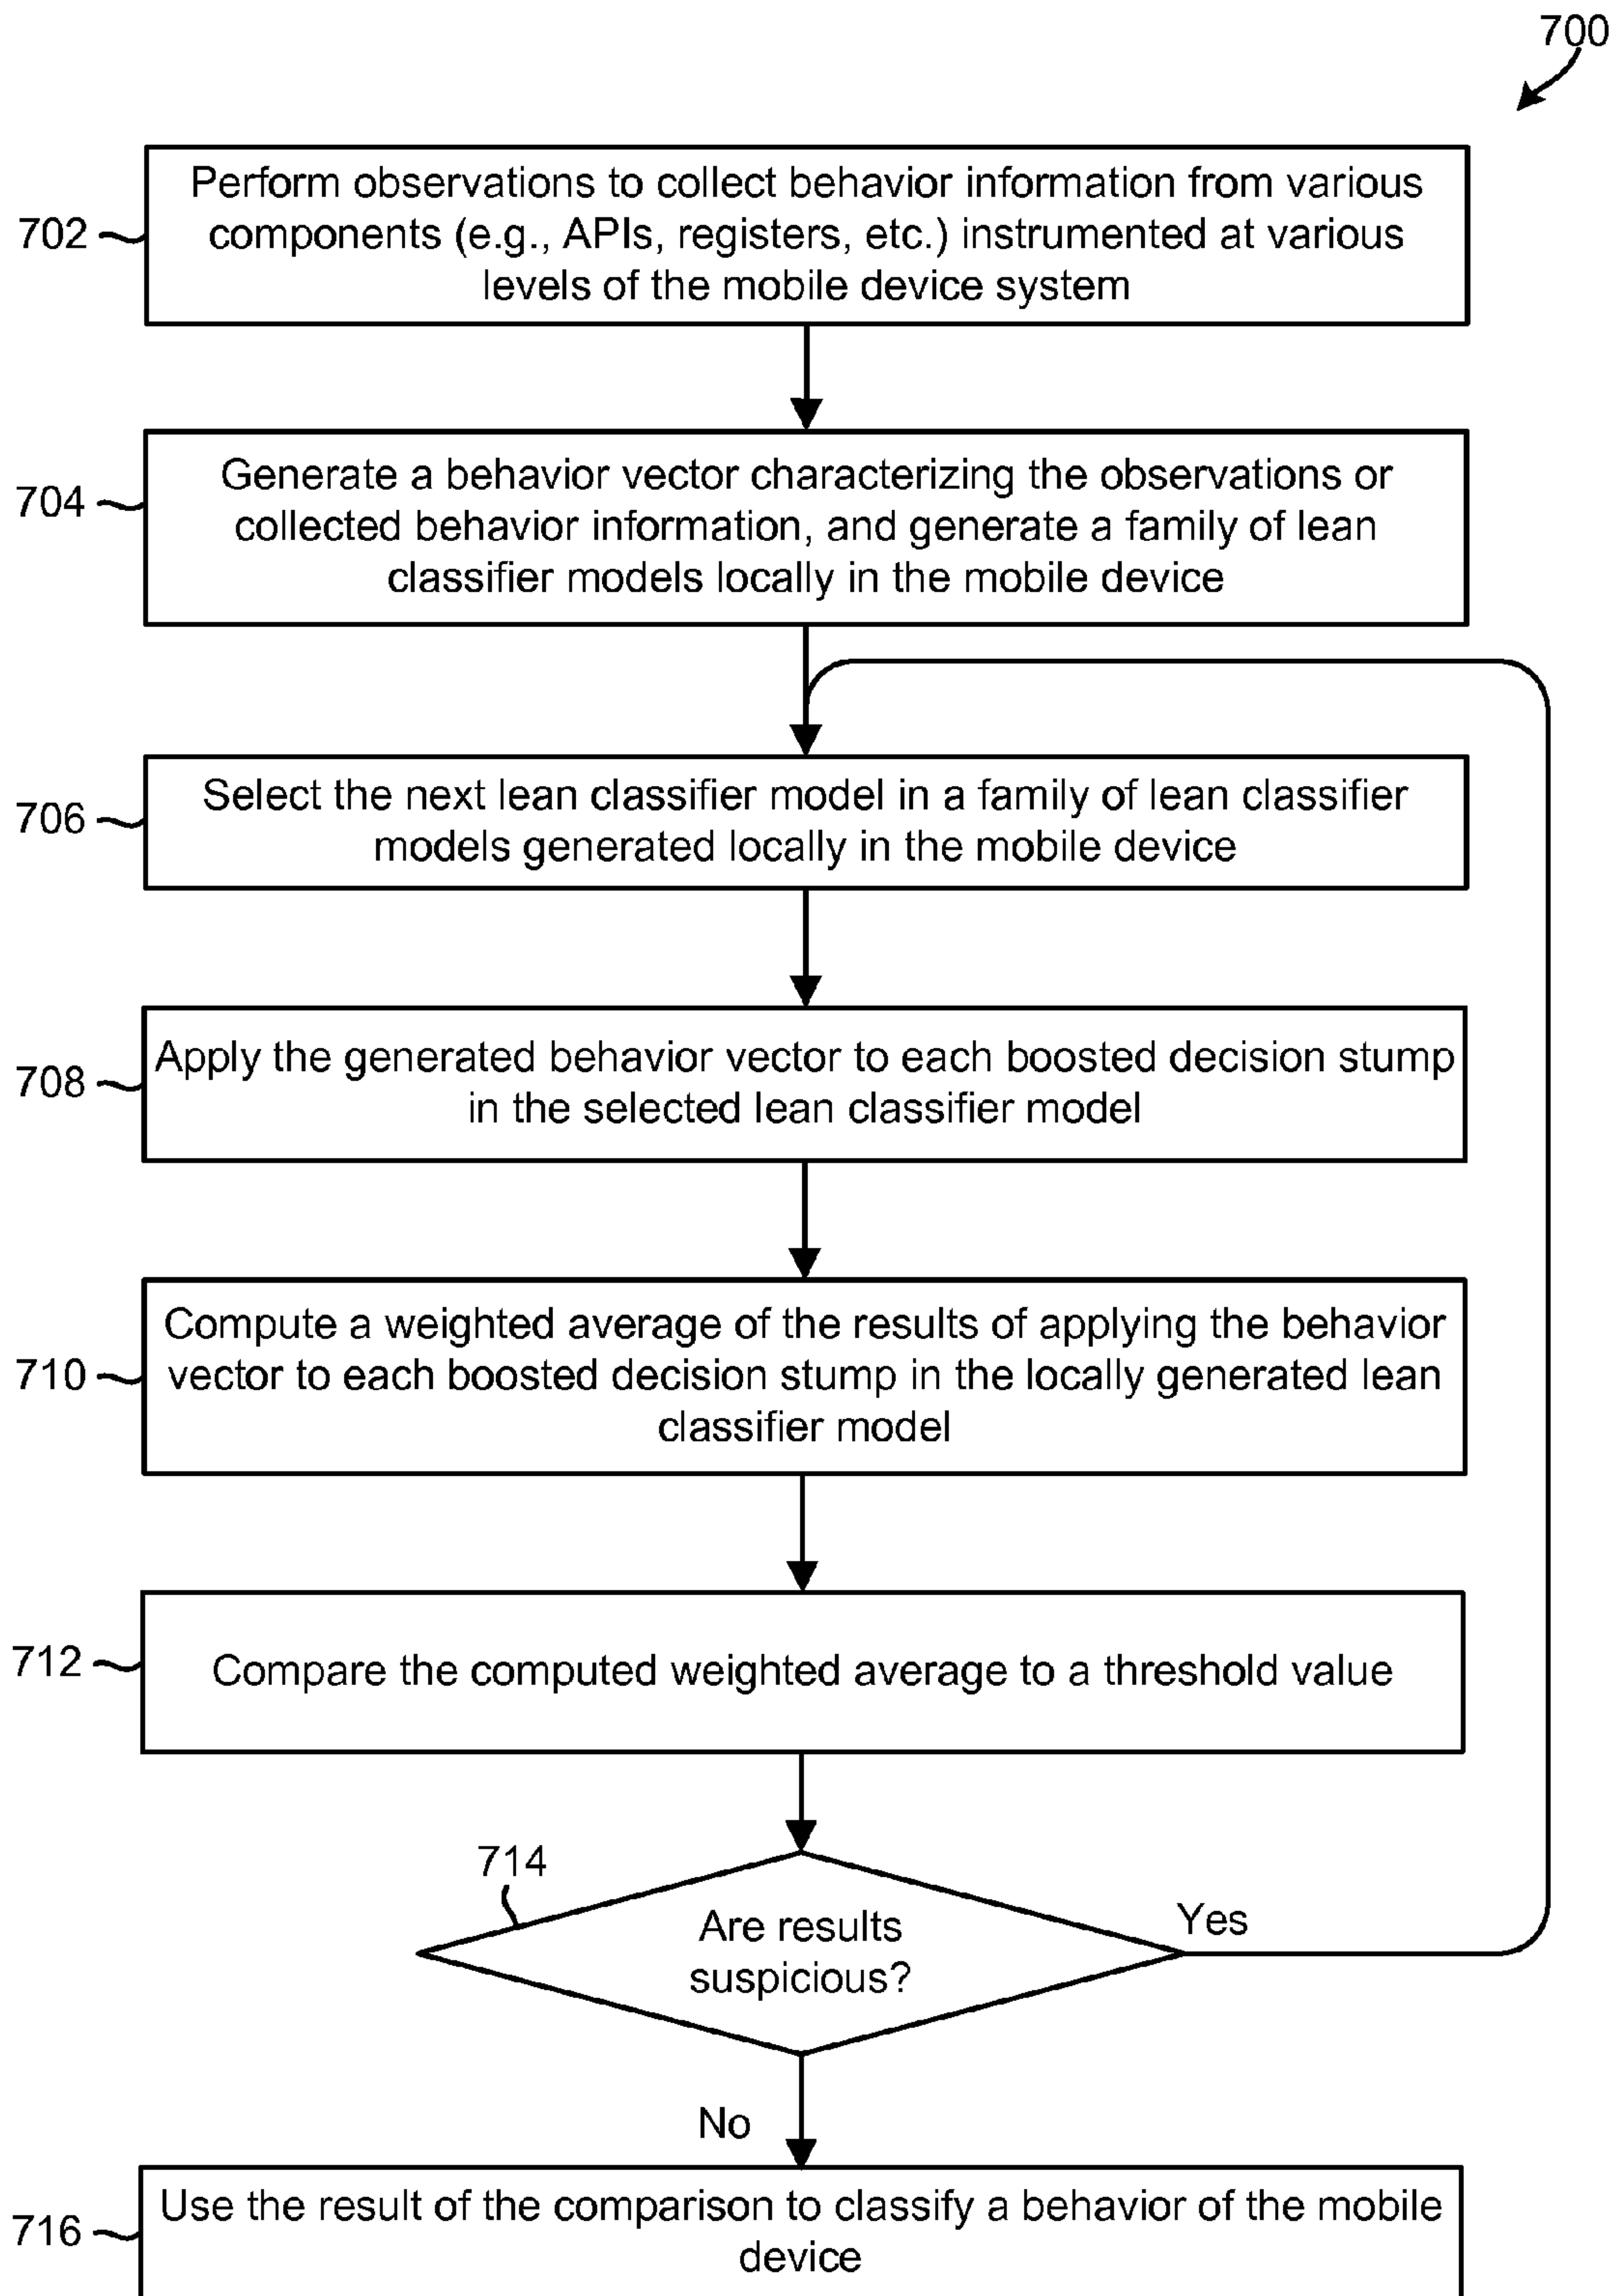 700
702
Perform observations to collect behavior information from various
components (e.g., APIs, registers, etc.) instrumented at various
levels of the mobile device system
704
Generate a behavior vector characterizing the observations or
collected behavior information, and generate a family of lean
classifier models locally in the mobile device
706
Select the next lean classifier model in a family of lean classifier
models generated locally in the mobile device
708
Apply the generated behavior vector to each boosted decision stump
in the selected lean classifier model
710
Compute a weighted average of the results of applying the behavior
vector to each boosted decision stump in the locally generated lean
classifier model
712
Compare the computed weighted average to a threshold value
714
Are results
suspicious?
Yes
No
716
Use the result of the comparison to classify a behavior of the mobile
device